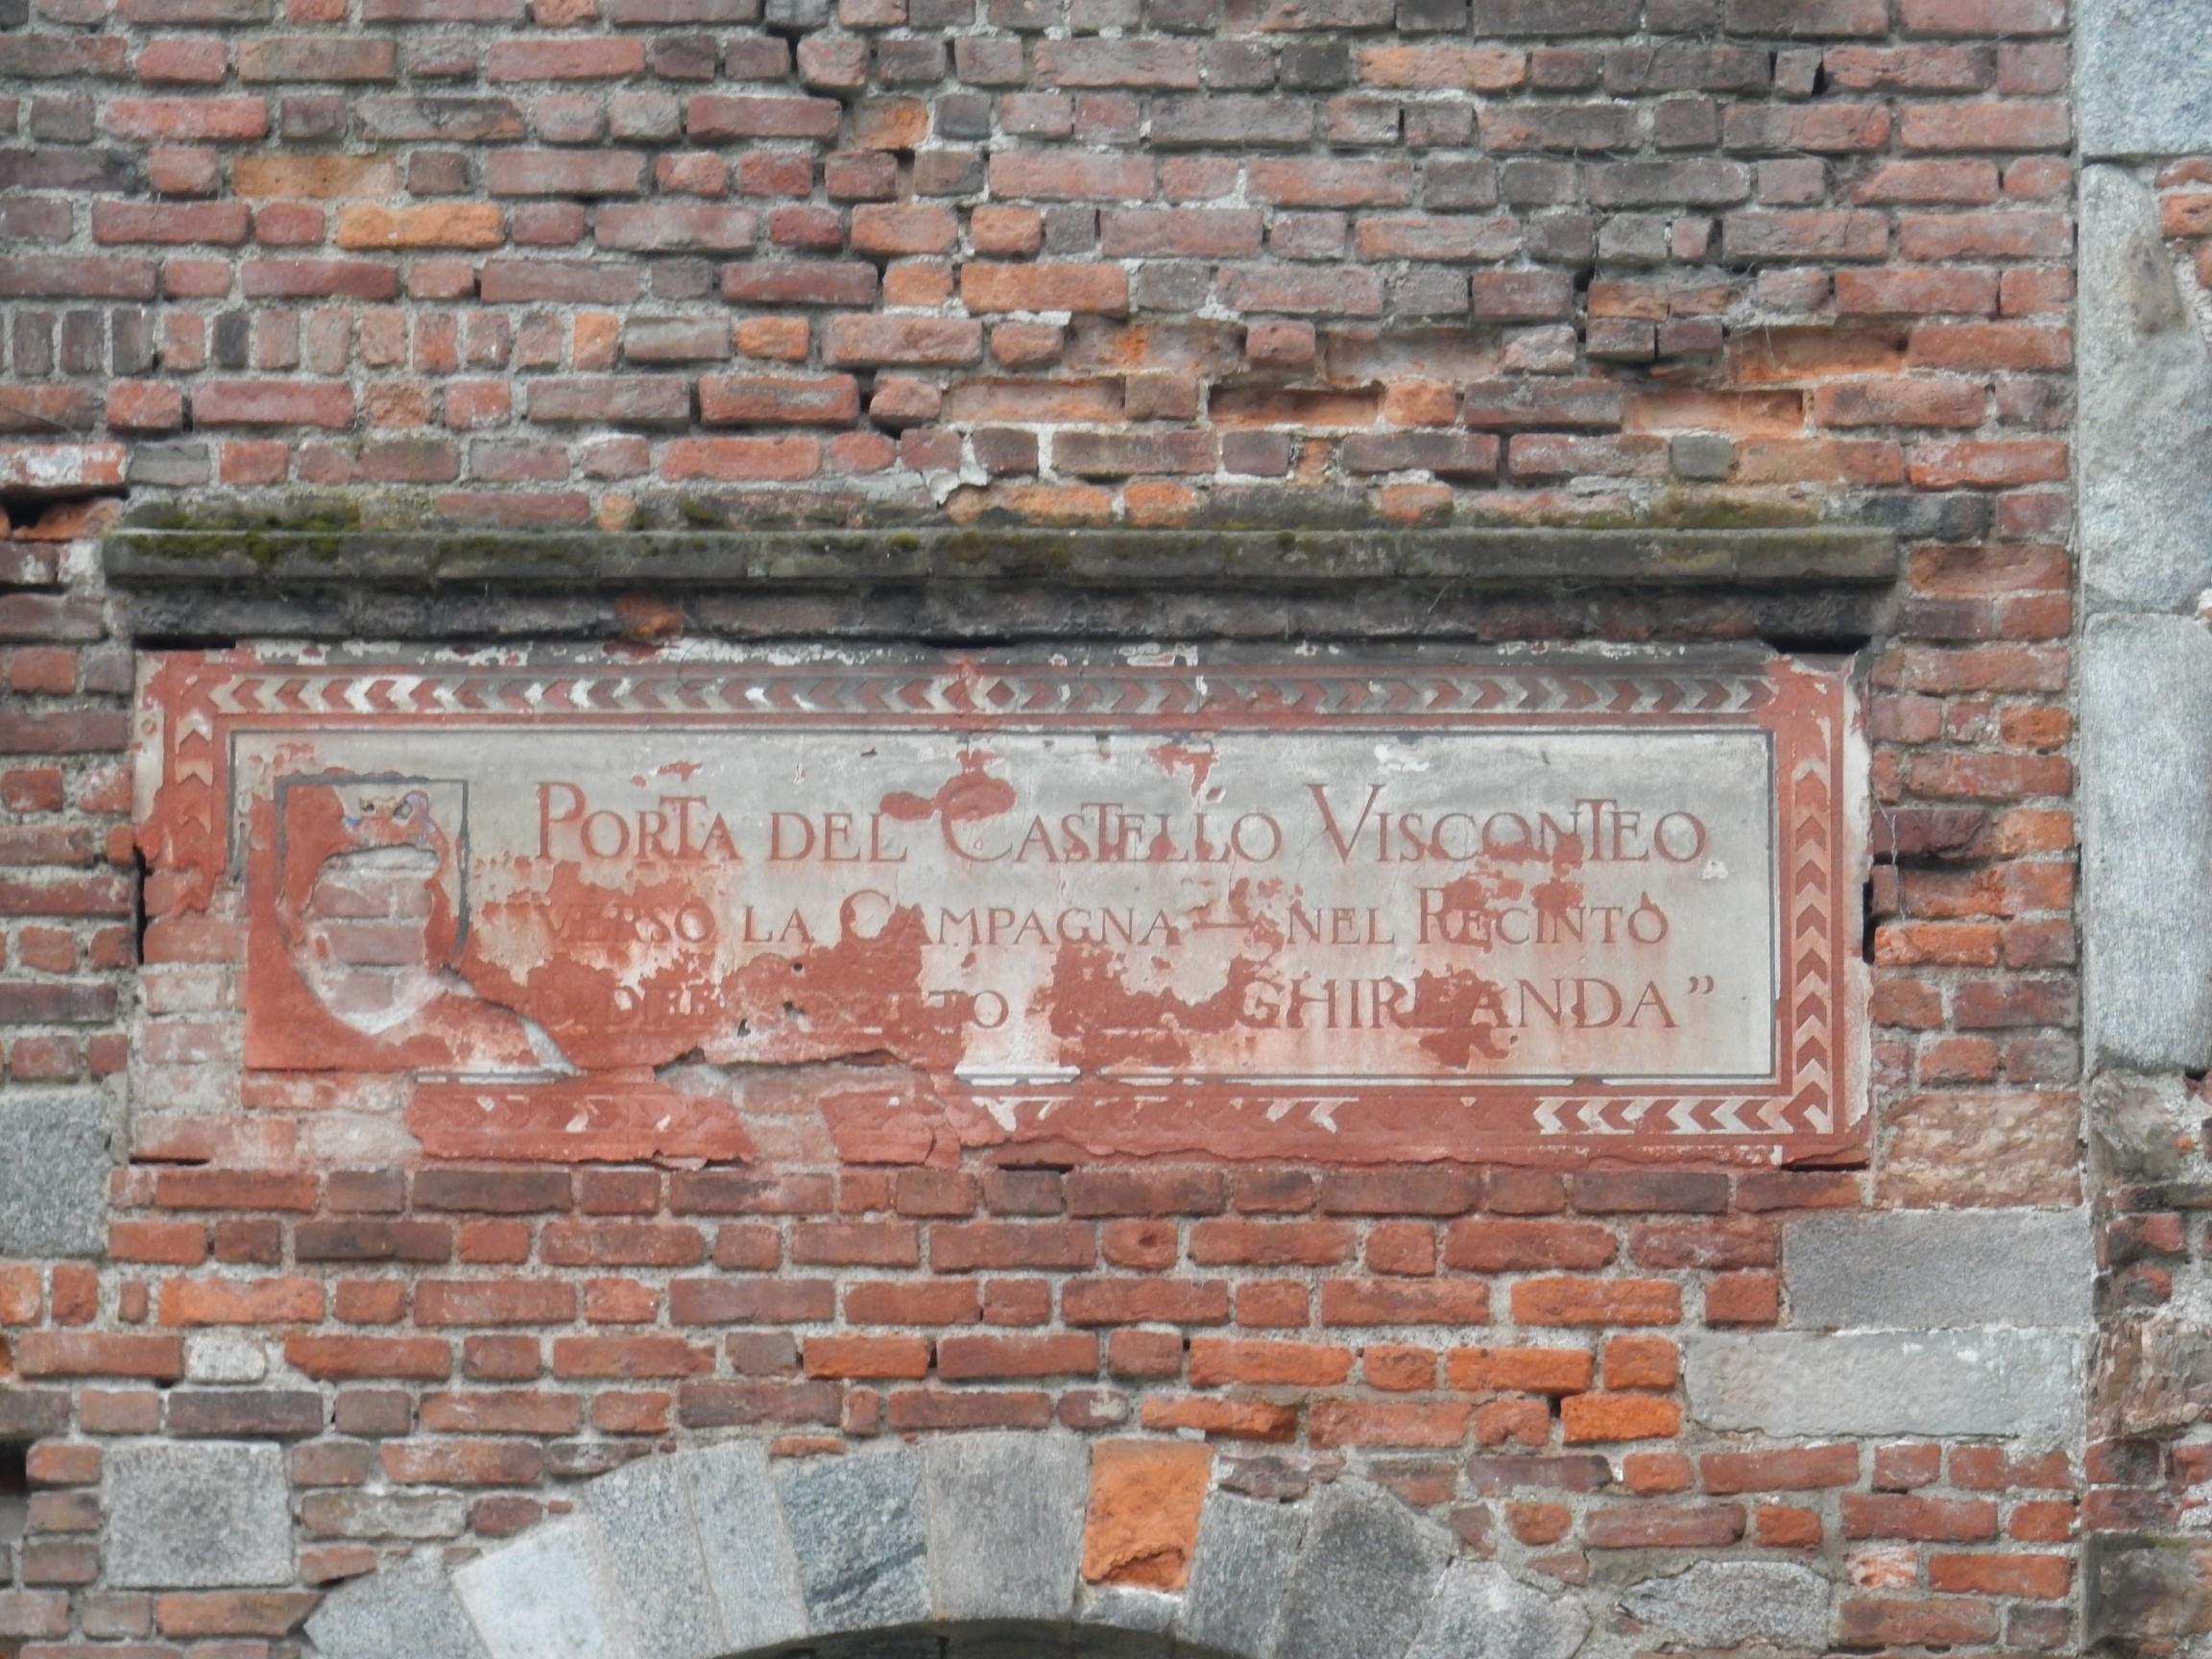 PORTA DEL CASTELLO VISCONTEO
VERSO LA CAMPAGNA — NEL RECINTO
GHIRLANDA”